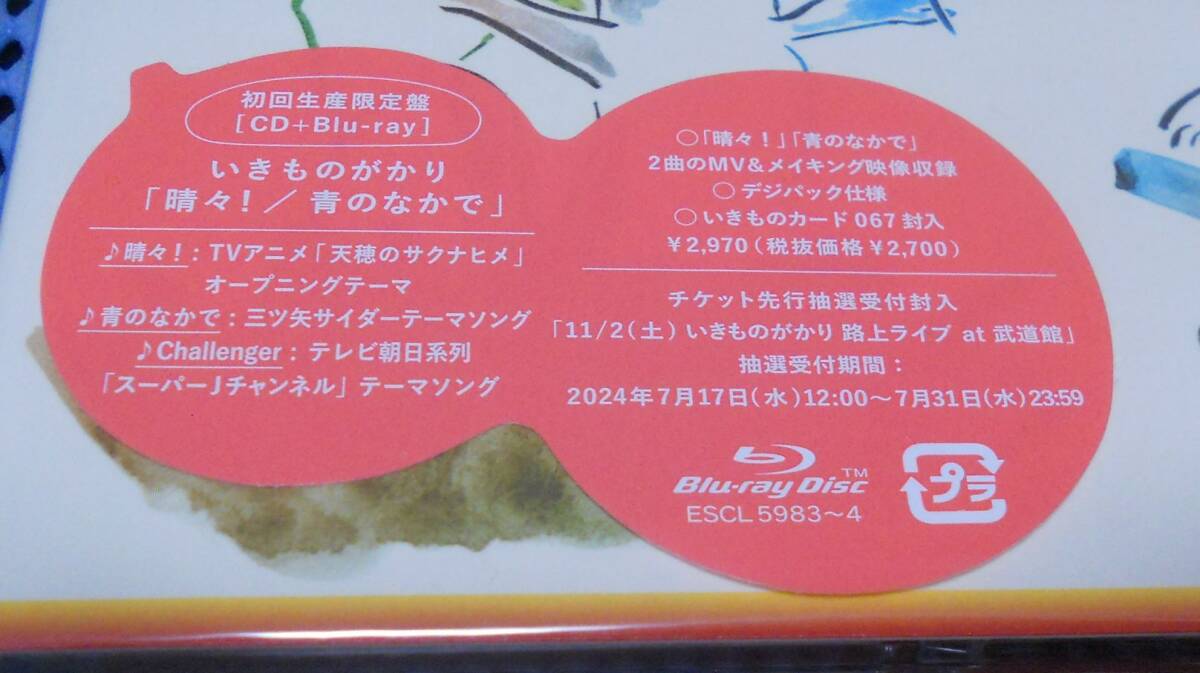 初回生産限定盤
[CD+Blu-ray]
いきものがかり
「晴々！／青のなかで」
♪晴々！：TVアニメ「天穂のサクナヒメ」
オープニングテーマ
♪青のなかで：三ツ矢サイダーテーマソング
♪Challenger：テレビ朝日系列
「スーパーJチャンネル」テーマソング
○「晴々！」「青のなかで」
2曲のMV&メイキング映像収録
○デジパック仕様
○いきものカード067封入
¥2,970（税抜価格¥2,700）
チケット先行抽選受付封入
「11/2(土) いきものがかり 路上ライブ at 武道館」
抽選受付期間：
2024年7月17日(水)12:00～7月31日(水)23:59
Blu-ray Disc™
ESCL 5983～4
プラ